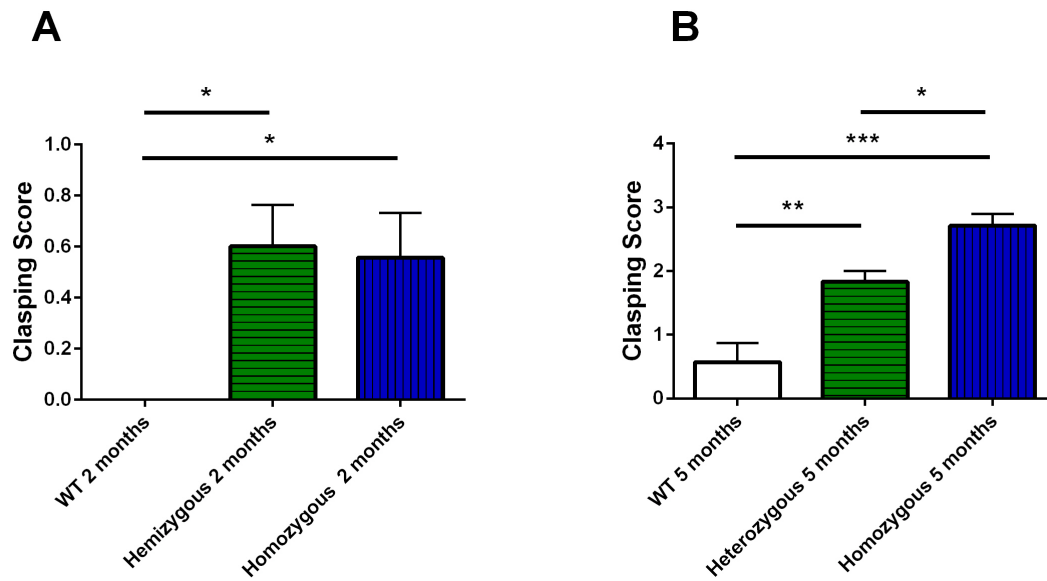 A
*
*
1.0
0.8
0.6
0.4
0.2
0.0
Clasping Score
WT 2 months
Hemizygous 2 months
Homozygous  2 months
B
*
***
**
4
3
2
1
0
Clasping Score
WT 5 months
Heterozygous 5 months
Homozygous 5 months